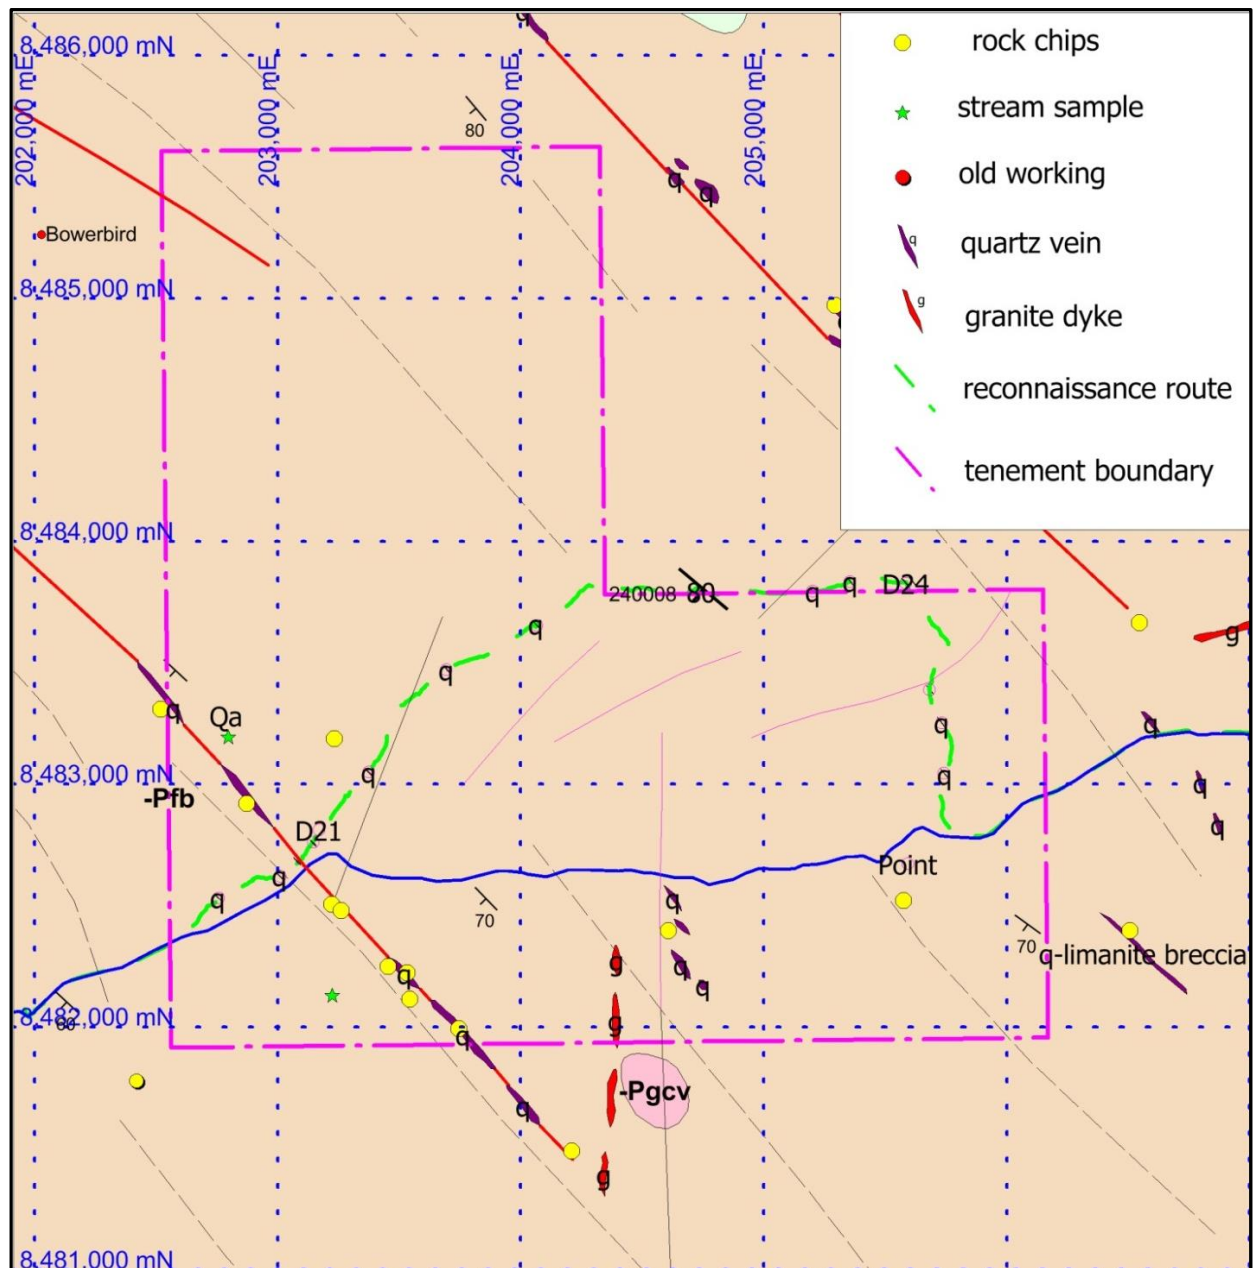 q
8,486,000 mN
202,000 mE
203,000 mE
204,000 mE
205,000 mE
80
q
q
Bowerbird
8,485,000 mN
rock chips
stream sample
old working
q
quartz vein
g
granite dyke
reconnaissance route
tenement boundary
8,484,000 mN
240008
80
q
q
D24
q
g
q
q
Qa
q
q
q
8,483,000 mN
q
q
q
-Pfb
D21
q
Point
q
q
q
70
70
q-limanite breccia
g
q
q
q
8,482,000 mN
60
g
q
-Pgcv
q
g
8,481,000 mN